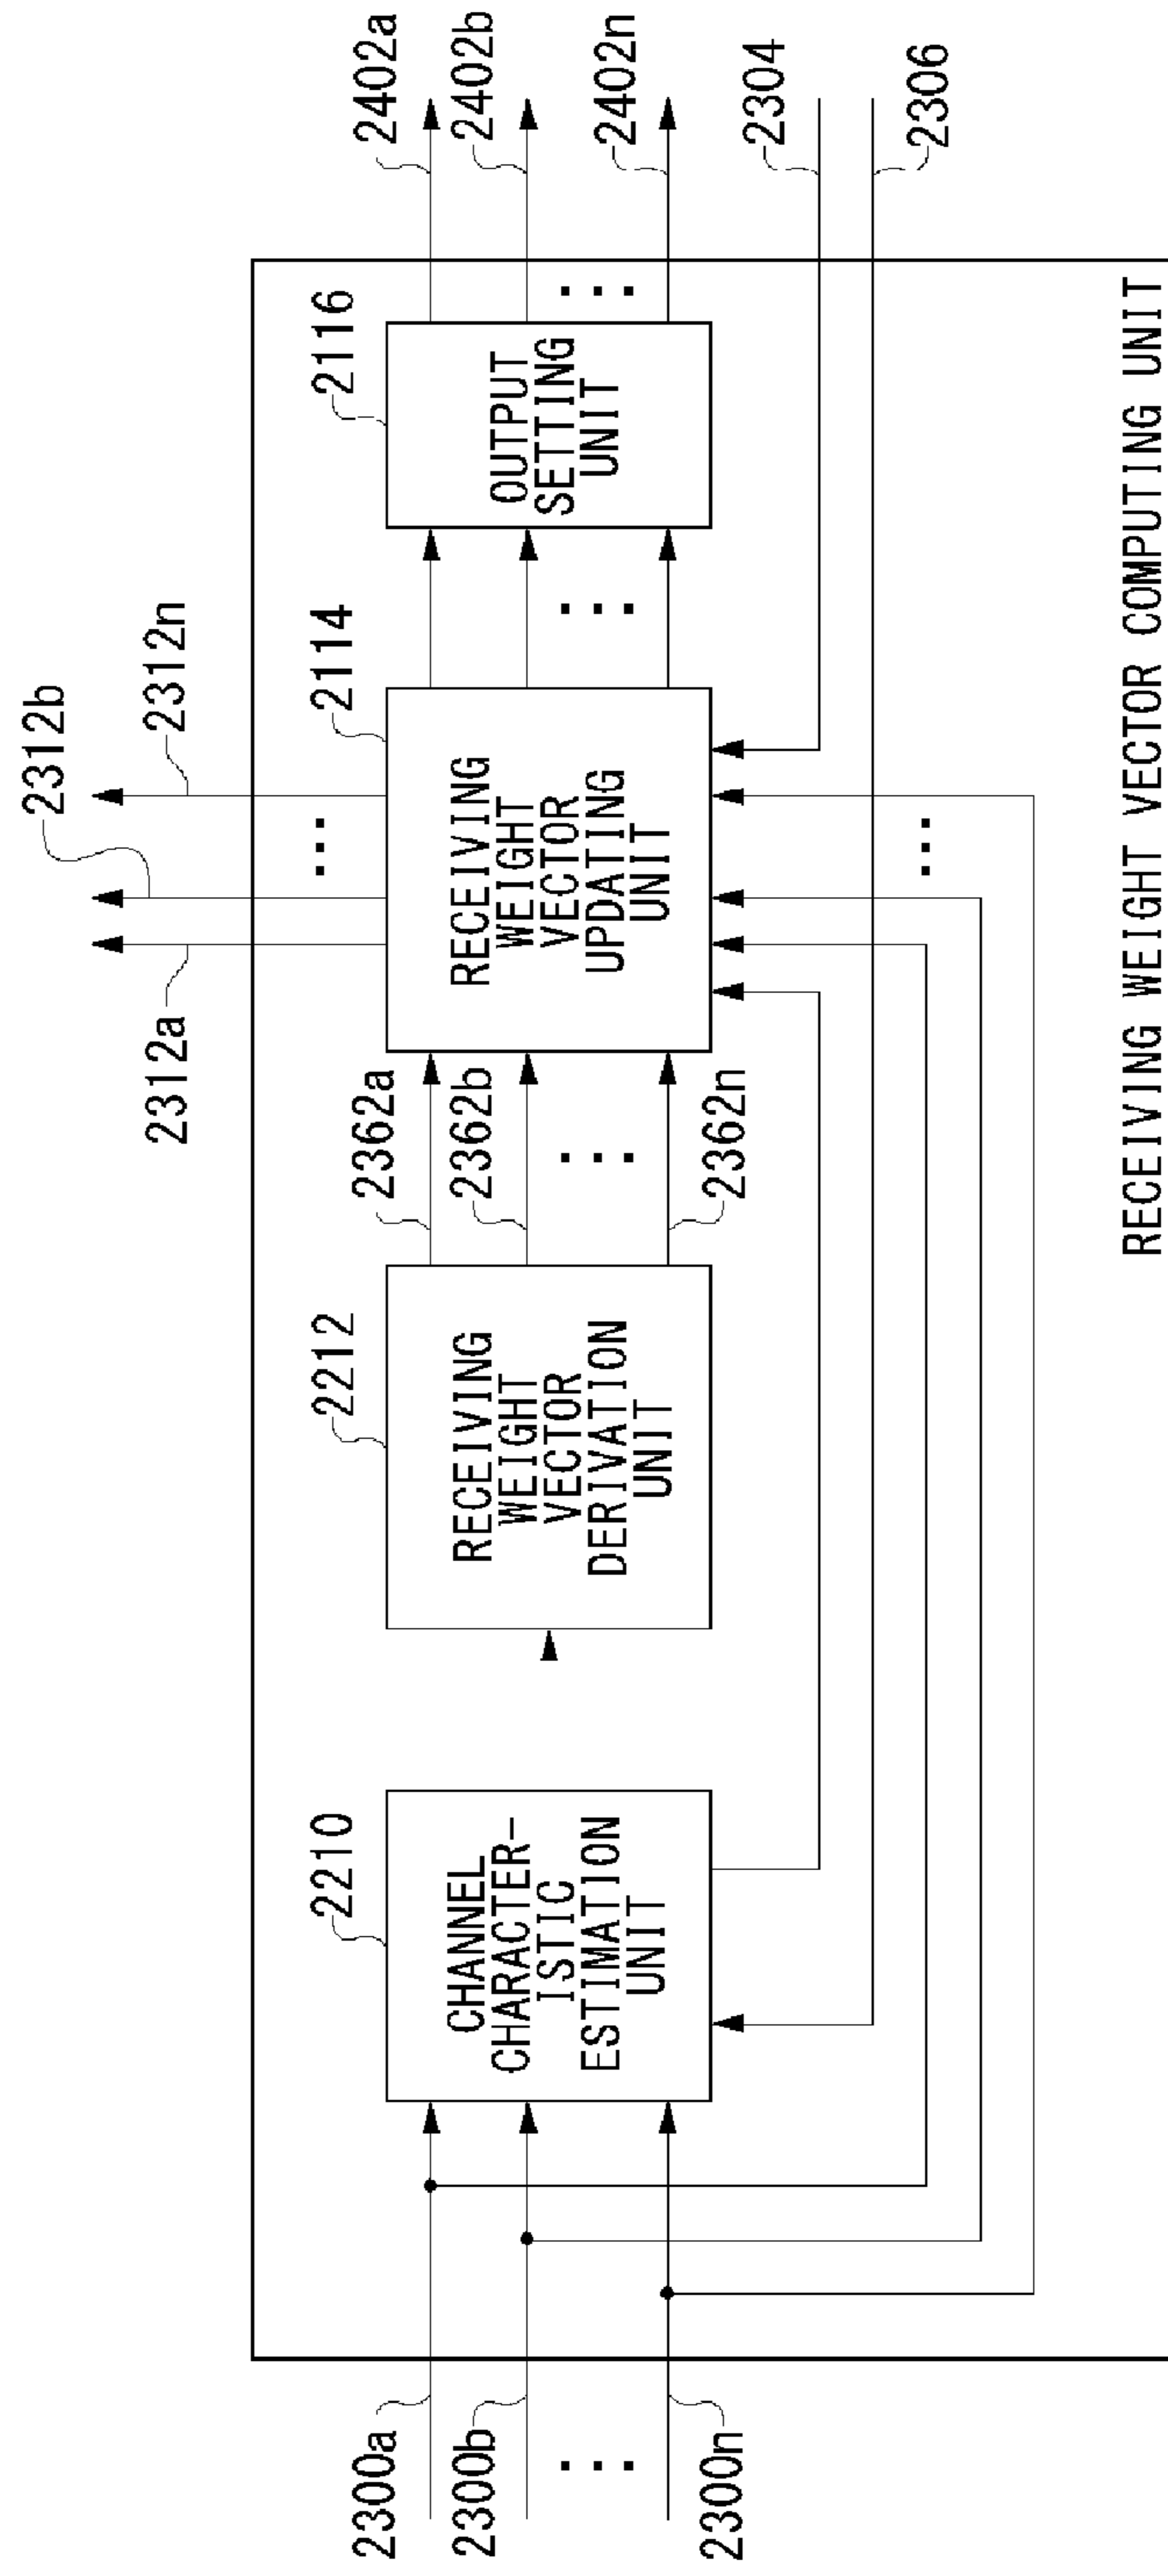 2312b
2312n
2312a
2210
2212
2114
2116
2300a
2300b
2300n
CHANNEL
CHARACTER-
ISTIC
ESTIMATION
UNIT
RECEIVING
WEIGHT
VECTOR
DERIVATION
UNIT
2362a
2362b
2362n
RECEIVING
WEIGHT
VECTOR
UPDATING
UNIT
OUTPUT
SETTING
UNIT
2402a
2402b
2402n
2304
2306
RECEIVING WEIGHT VECTOR COMPUTING UNIT